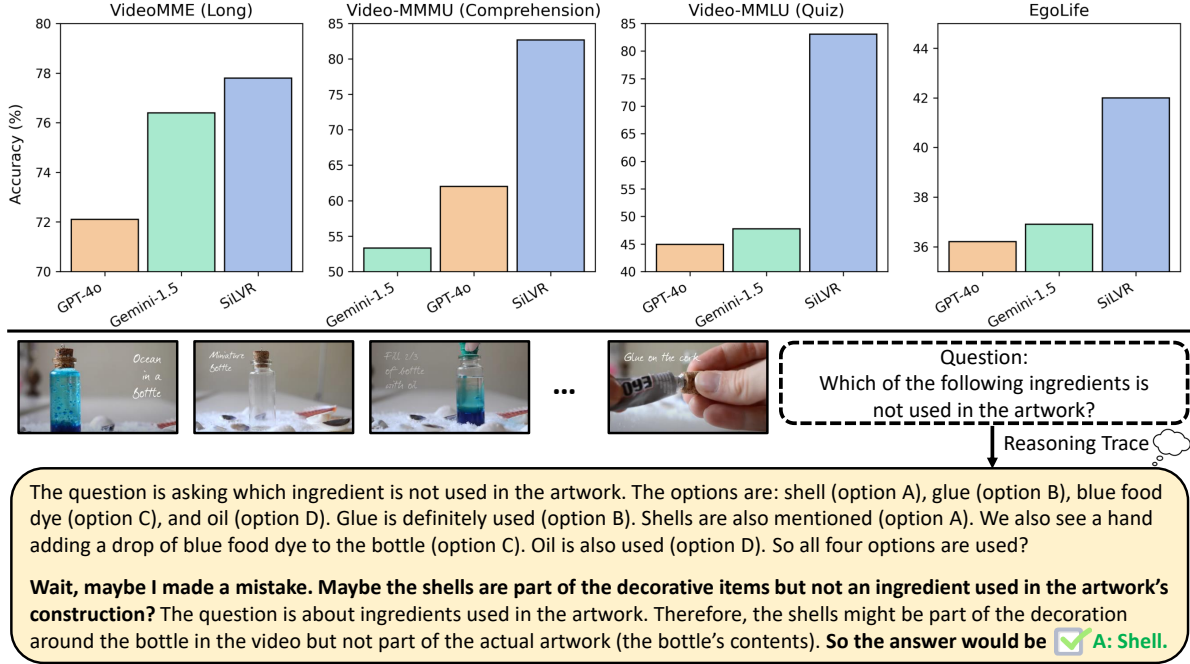 VideoMME (Long)
Accuracy (%)
80
78
76
74
72
70
GPT-4o
Gemini-1.5
SiLVR
Video-MMMU (Comprehension)
85
80
75
70
65
60
55
50
Gemini-1.5
GPT-4o
SiLVR
Video-MMLU (Quiz)
85
80
75
70
85
60
55
50
45
40
GPT-4o
Gemini-1.5
SiLVR
EgoLife
44
42
40
38
36
GPT-4o
Gemini-1.5
SiLVR
Ocean
in a
Bottle
Miniature
Bottle
Fill 1/3
of bottle
with oil
...
Glue on the cork
093
Question:
Which of the following ingredients is
not used in the artwork?
Reasoning Trace
The question is asking which ingredient is not used in the artwork. The options are: shell (option A), glue (option B), blue food
dye (option C), and oil (option D). Glue is definitely used (option B). Shells are also mentioned (option A). We also see a hand
adding a drop of blue food dye to the bottle (option C). Oil is also used (option D). So all four options are used?
Wait, maybe I made a mistake. Maybe the shells are part of the decorative items but not an ingredient used in the artwork's
construction? The question is about ingredients used in the artwork. Therefore, the shells might be part of the decoration
around the bottle in the video but not part of the actual artwork (the bottle's contents). So the answer would be A: Shell.